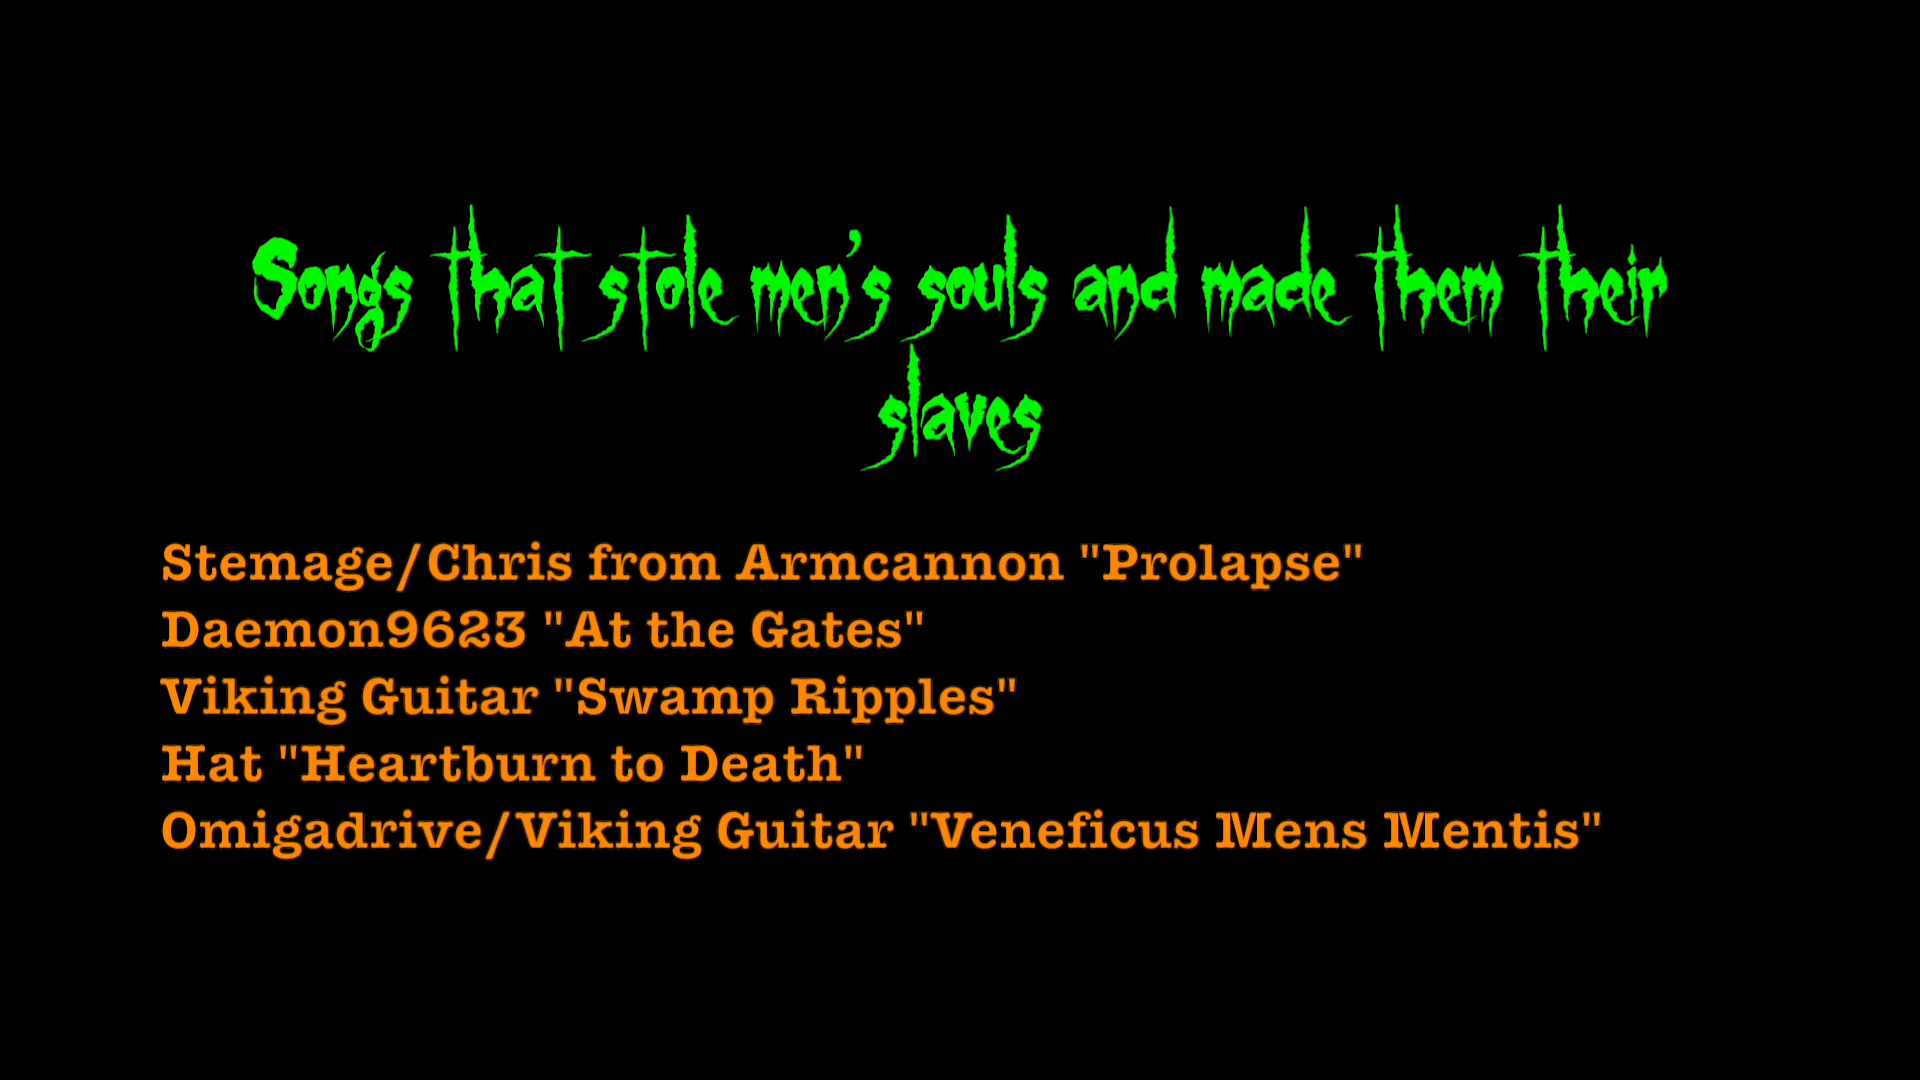 Songs that stole men's souls and made them their
slaves
Stemage/Chris from Armcannon "Prolapse"
Daemon9623 "At the Gates"
Viking Guitar "Swamp Ripples"
Hat "Heartburn to Death"
Omigadrive/Viking Guitar "Veneficus Mens Mentis"